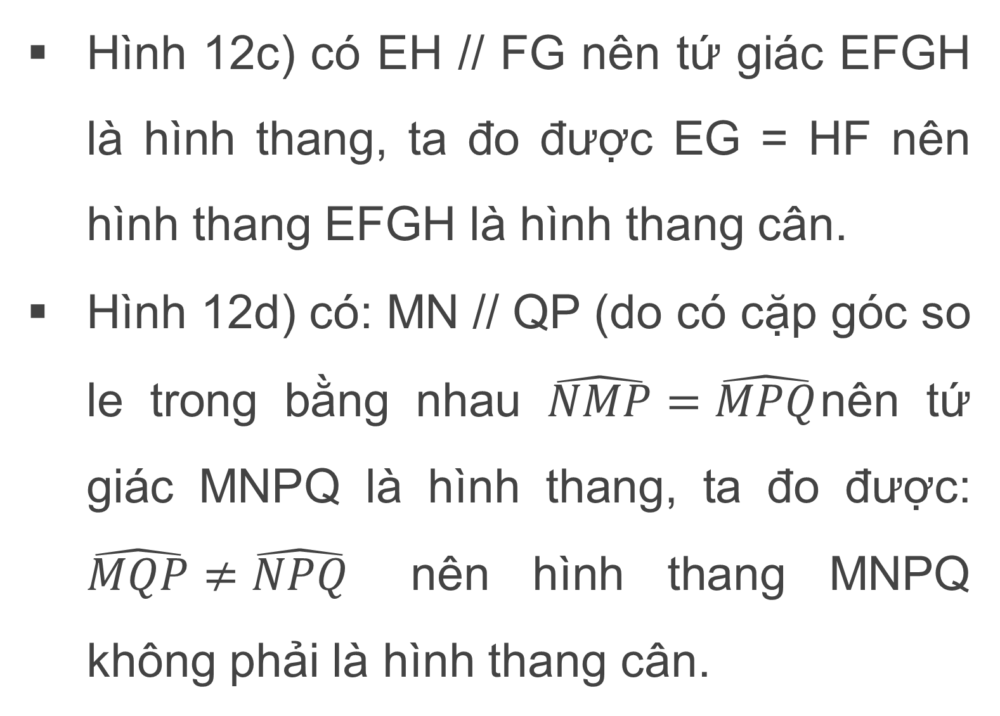 ▪ Hình 12c) có EH // FG nên tứ giác EFGH
là hình thang, ta đo được EG = HF nên
hình thang EFGH là hình thang cân.
▪ Hình 12d) có: MN // QP (do có cặp góc so
le trong bằng nhau $\widehat{NMP} = \widehat{MPQ}$nên tứ
giác MNPQ là hình thang, ta đo được:
$\widehat{MQP} \neq \widehat{NPQ}$ nên hình thang MNPQ
không phải là hình thang cân.